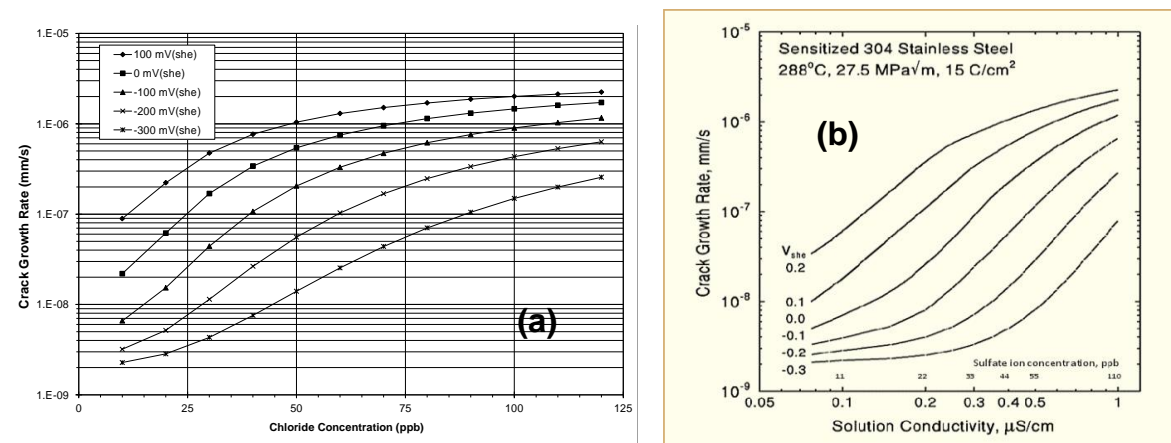 1.E-05
1.E-06
1.E-07
1.E-08
1.E-09
Crack Growth Rate (mm/s)
100 mV(she)
0 mV(she)
-100 mV(she)
-200 mV(she)
-300 mV(she)
(a)
0
25
50
75
100
125
Chloride Concentration (ppb)
10⁻⁵
10⁻⁶
10⁻⁷
10⁻⁸
10⁻⁹
Crack Growth Rate, mm/s
Sensitized 304 Stainless Steel
288°C, 27.5 MPa√m, 15 C/cm²
(b)
Vshe
0.2
0.1
0.0
-0.1
-0.2
-0.3
Sulfate ion concentration, ppb
11
22
33
44
55
110
0.05
0.1
0.2
0.3
0.4
0.5
1
Solution Conductivity, µS/cm